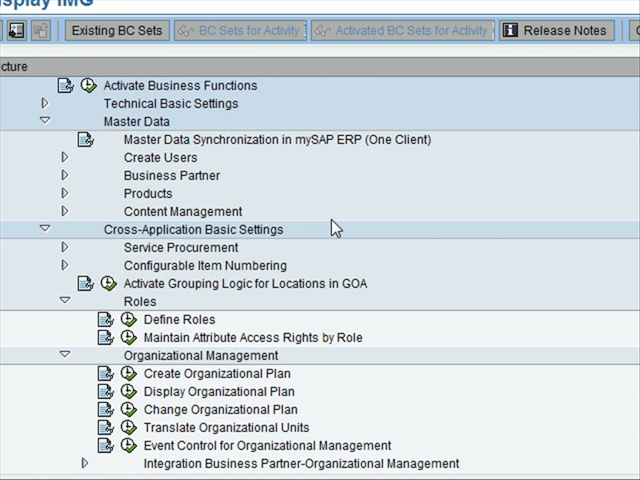 Display IMG
Existing BC Sets
BC Sets for Activity
Activated BC Sets for Activity
Release Notes
cture
Activate Business Functions
Technical Basic Settings
Master Data
Master Data Synchronization in mySAP ERP (One Client)
Create Users
Business Partner
Products
Content Management
Cross-Application Basic Settings
Service Procurement
Configurable Item Numbering
Activate Grouping Logic for Locations in GOA
Roles
Define Roles
Maintain Attribute Access Rights by Role
Organizational Management
Create Organizational Plan
Display Organizational Plan
Change Organizational Plan
Translate Organizational Units
Event Control for Organizational Management
Integration Business Partner-Organizational Management